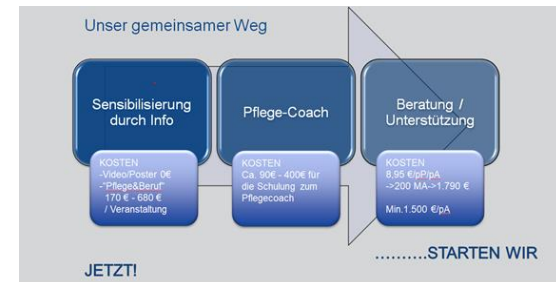 Unser gemeinsamer Weg
Sensibilisierung
durch Info
Pflege-Coach
Beratung /
Unterstützung
KOSTEN
-Video/Poster 0€
-"Pflege&Beruf"
170 € - 680 €
/ Veranstaltung
KOSTEN
Ca. 90€ - 400€ für
die Schulung zum
Pflegecoach
KOSTEN
8,95 €/pP/pA
->200 MA->1.790 €
Min.1.500 €/pA
..........STARTEN WIR
JETZT!